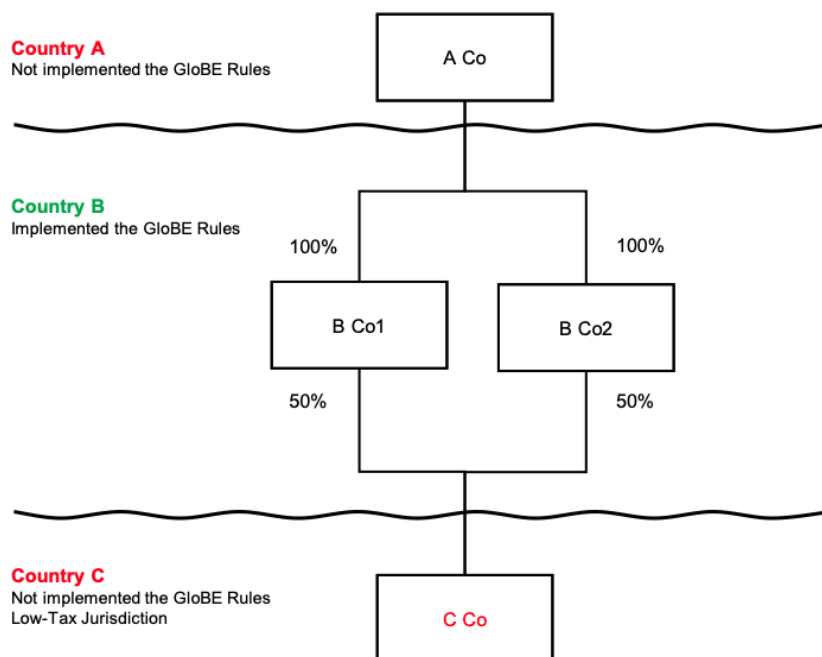 Country A
Not implemented the GloBE Rules
A Co
Country B
Implemented the GloBE Rules
100%
100%
B Co1
B Co2
50%
50%
Country C
Not implemented the GloBE Rules
Low-Tax Jurisdiction
C Co